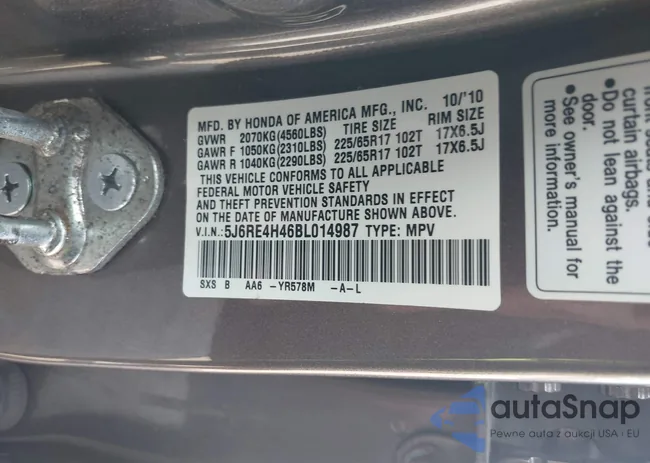 MFD. BY HONDA OF AMERICA MFG., INC. 10/'10
GVWR 2070KG(4560LBS) TIRE SIZE RIM SIZE
GAWR F 1050KG(2310LBS) 225/65R17 102T 17X6.5J
GAWR R 1040KG(2290LBS) 225/65R17 102T 17X6.5J
THIS VEHICLE CONFORMS TO ALL APPLICABLE
FEDERAL MOTOR VEHICLE SAFETY
AND THEFT PREVENTION STANDARDS IN EFFECT
ON THE DATE OF MANUFACTURE SHOWN ABOVE.
V.I.N.: 5J6RE4H46BL014987 TYPE: MPV
SXS B AA6 -YR578M -A-L
curtain airbags.
•Do not lean against the
door.
•See owner's manual for
more information.
autaSnap
Pewne auta z aukcji USA i EU